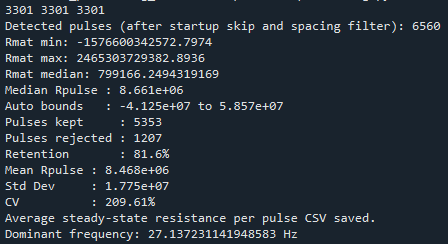 3301 3301 3301
Detected pulses (after startup skip and spacing filter): 6560
Rmat min: -1576600342572.7974
Rmat max: 2465303729382.8936
Rmat median: 799166.2494319169
Median Rpulse : 8.661e+06
Auto bounds   : -4.125e+07 to 5.857e+07
Pulses kept      : 5353
Pulses rejected : 1207
Retention        : 81.6%
Mean Rpulse : 8.468e+06
Std Dev     : 1.775e+07
CV          : 209.61%
Average steady-state resistance per pulse CSV saved.
Dominant frequency: 27.137231141948583 Hz